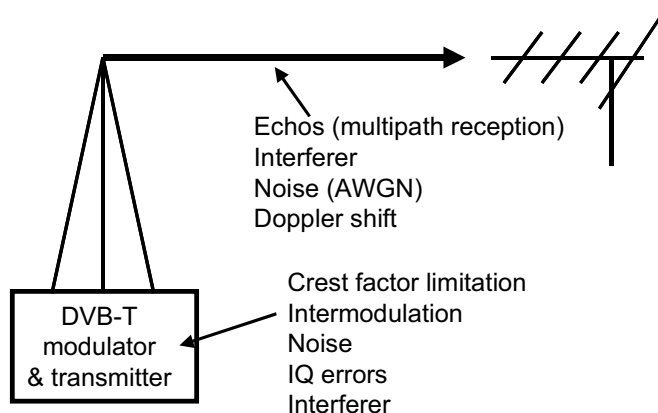 Echos (multipath reception)
Interferer
Noise (AWGN)
Doppler shift
DVB-T
modulator
& transmitter
Crest factor limitation
Intermodulation
Noise
IQ errors
Interferer